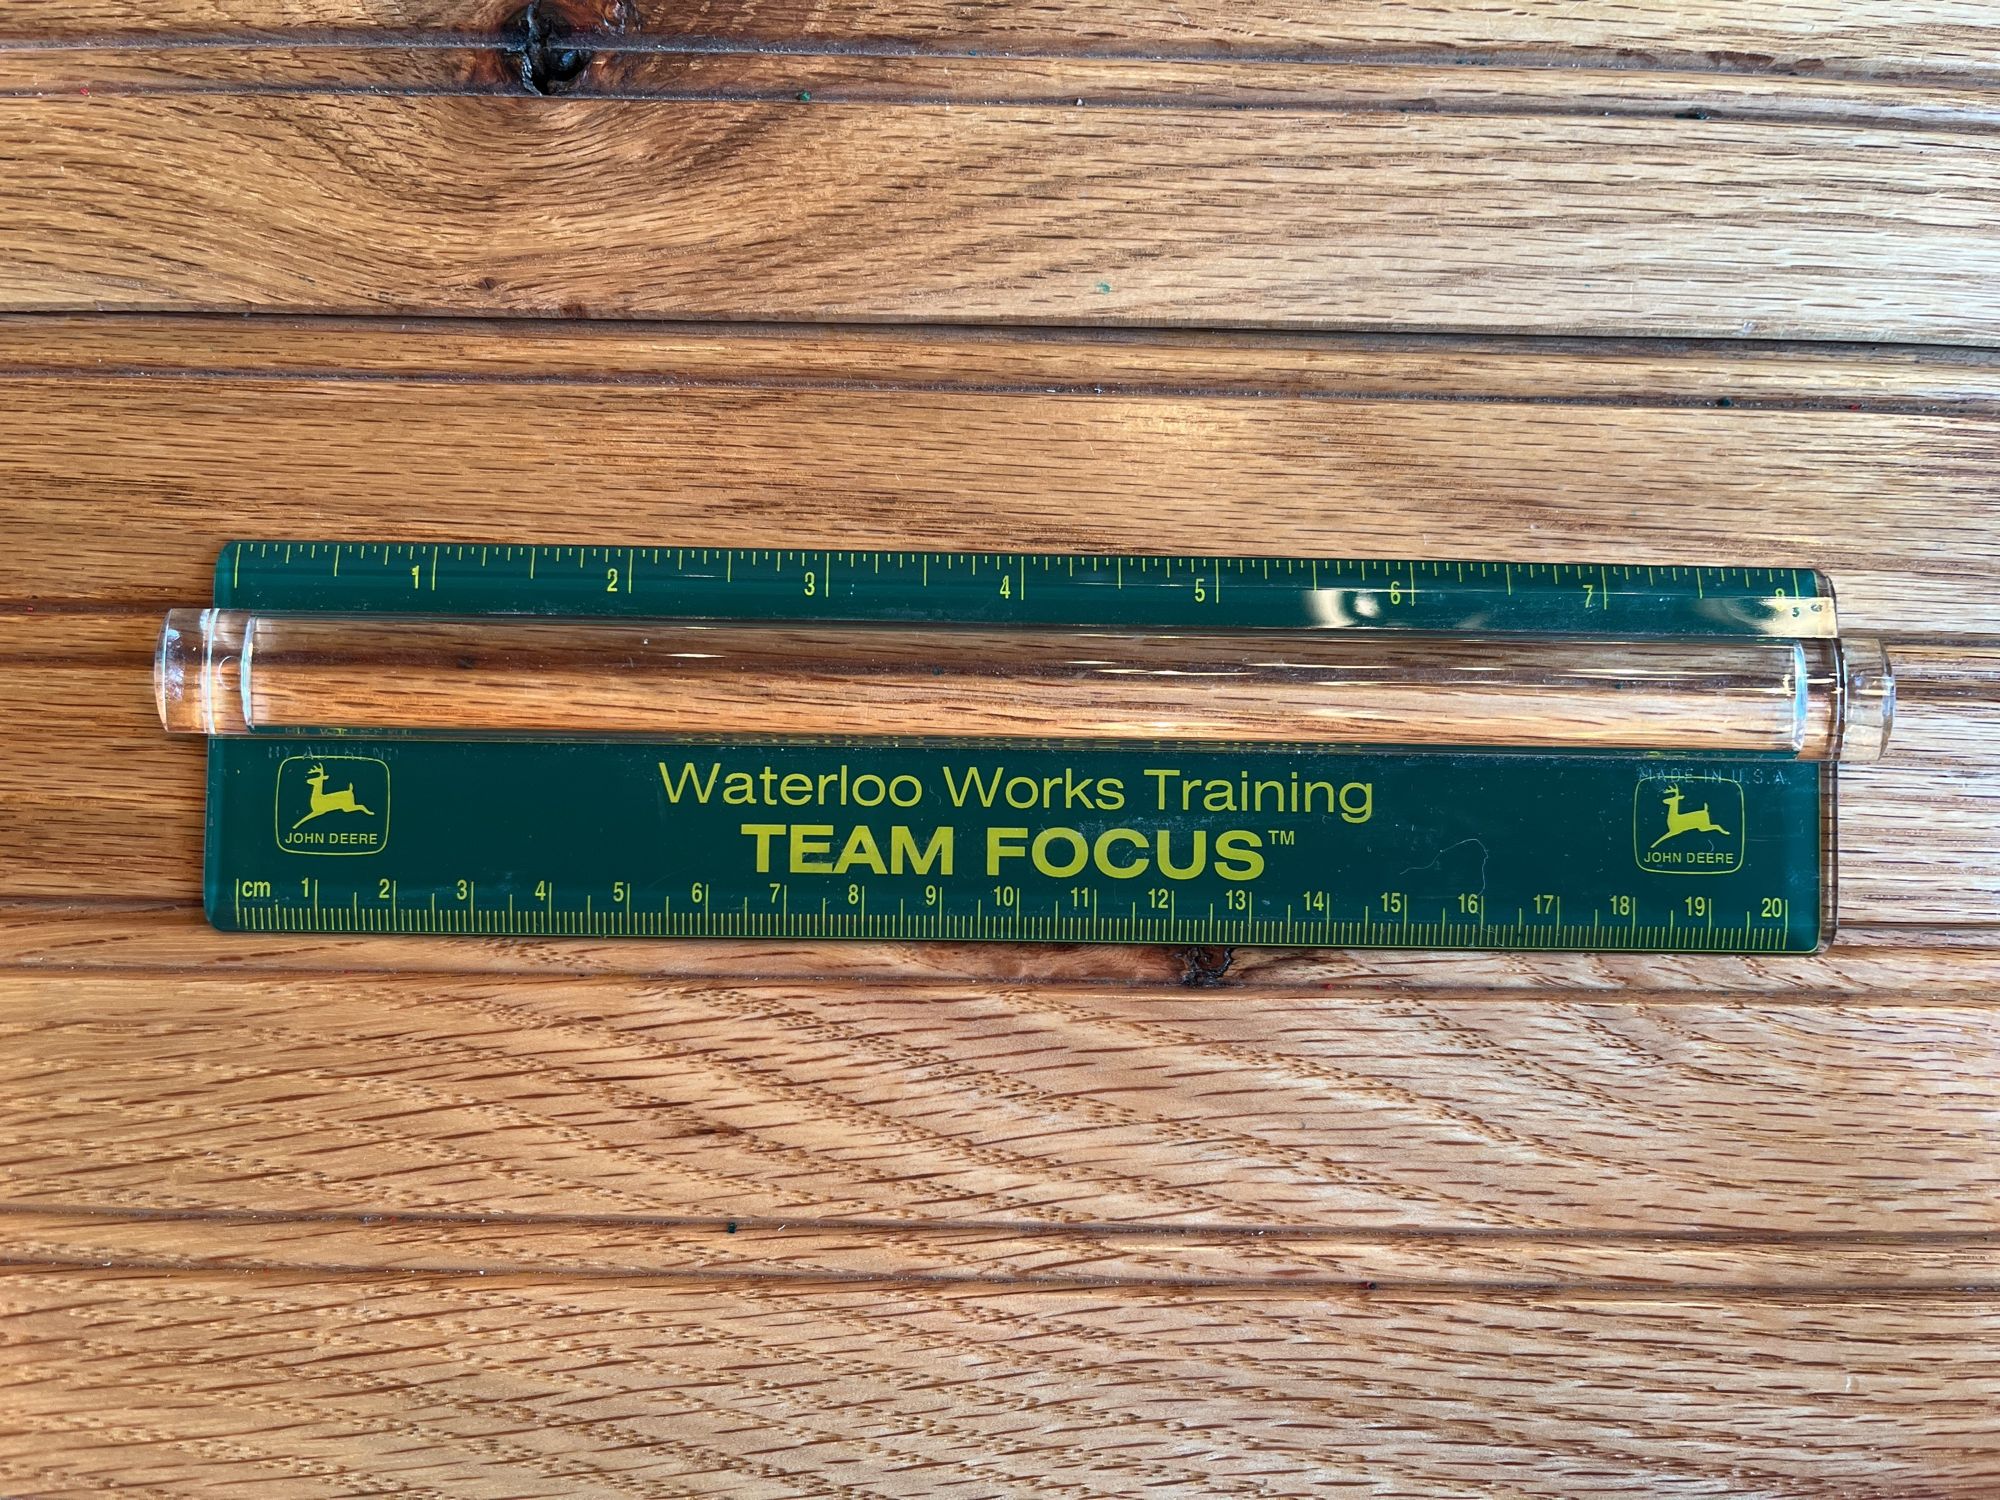 1 2 3 4 5 6 7 8
MADE IN U.S.A.
JOHN DEERE
Waterloo Works Training
TEAM FOCUS™
JOHN DEERE
cm 1 2 3 4 5 6 7 8 9 10 11 12 13 14 15 16 17 18 19 20